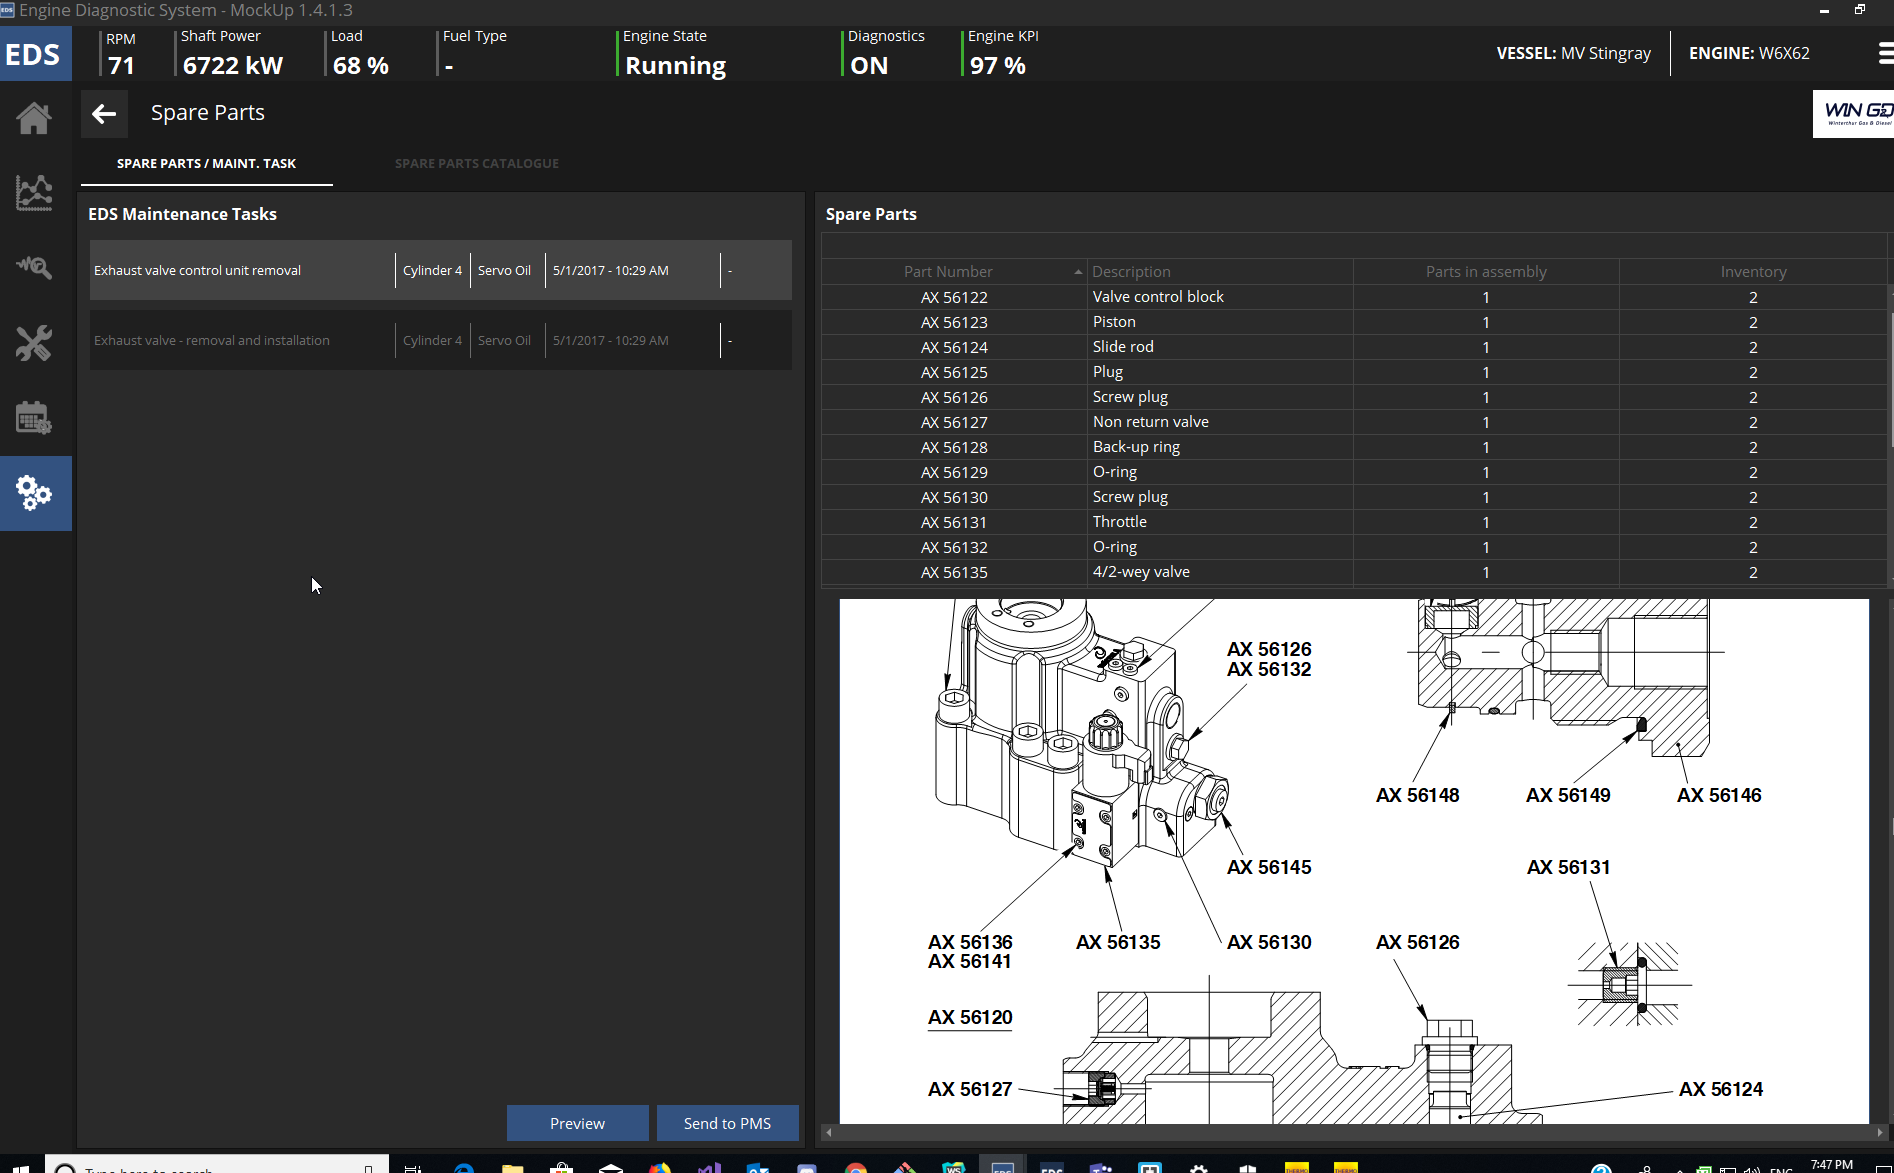 Engine Diagnostic System - MockUp 1.4.1.3
EDS
RPM
71
Shaft Power
6722 kW
Load
68 %
Fuel Type
-
Engine State
Running
Diagnostics
ON
Engine KPI
97 %
VESSEL: MV Stingray
ENGINE: W6X62
Spare Parts
WIN GD
Winterthur Gas & Diesel
SPARE PARTS / MAINT. TASK
SPARE PARTS CATALOGUE
EDS Maintenance Tasks
Exhaust valve control unit removal Cylinder 4 Servo Oil 5/1/2017 - 10:29 AM -
Exhaust valve - removal and installation Cylinder 4 Servo Oil 5/1/2017 - 10:29 AM -
Preview
Send to PMS
Spare Parts
Part Number Description Parts in assembly Inventory
AX 56122 Valve control block 1 2
AX 56123 Piston 1 2
AX 56124 Slide rod 1 2
AX 56125 Plug 1 2
AX 56126 Screw plug 1 2
AX 56127 Non return valve 1 2
AX 56128 Back-up ring 1 2
AX 56129 O-ring 1 2
AX 56130 Screw plug 1 2
AX 56131 Throttle 1 2
AX 56132 O-ring 1 2
AX 56135 4/2-wey valve 1 2
AX 56126
AX 56132
AX 56148
AX 56149
AX 56146
AX 56145
AX 56131
AX 56136
AX 56141
AX 56135
AX 56130
AX 56126
AX 56120
AX 56127
AX 56124
Type here to search
7:47 PM
ENG